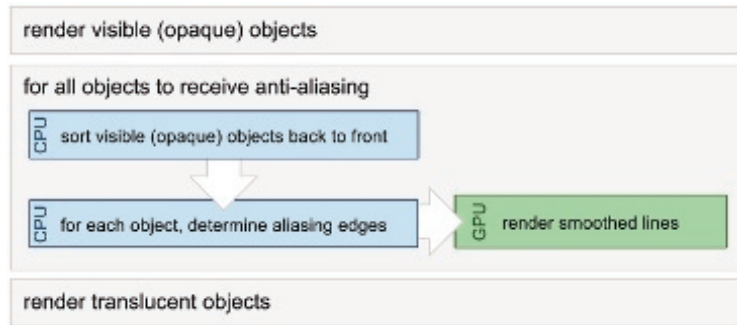 render visible (opaque) objects
for all objects to receive anti-aliasing
CPU
sort visible (opaque) objects back to front
CPU
for each object, determine aliasing edges
GPU
render smoothed lines
render translucent objects